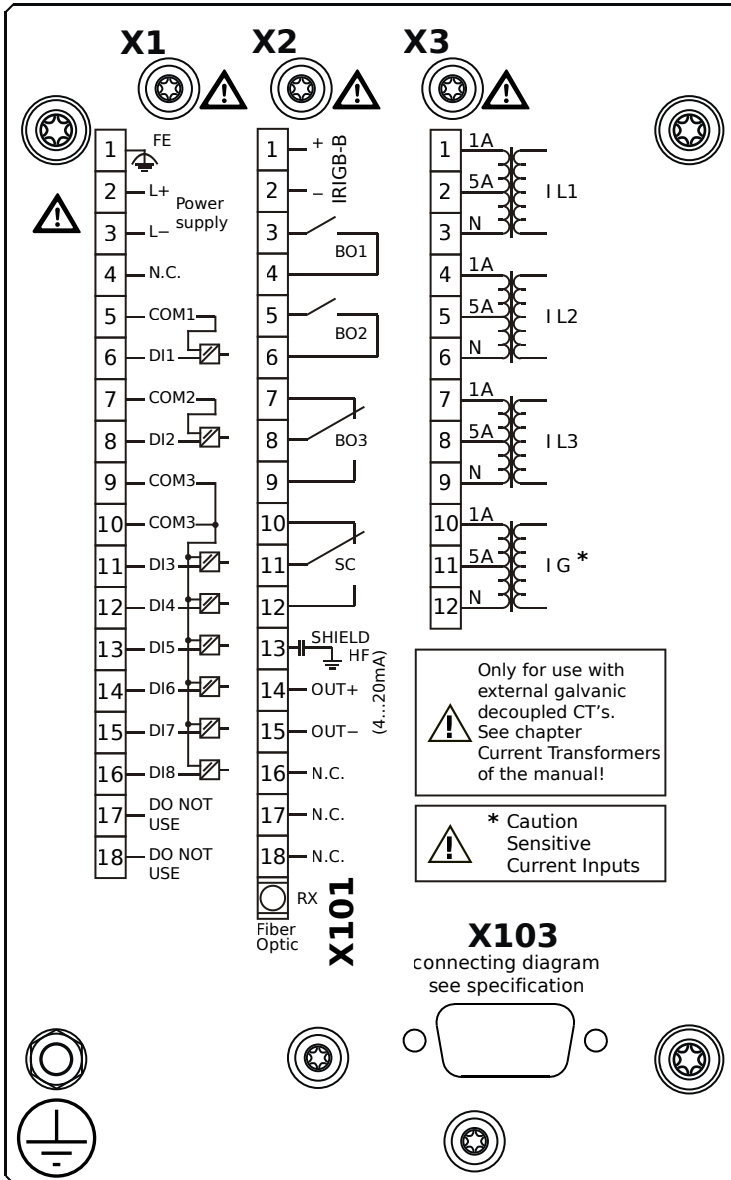 X1
1 FE
2 L+ Power
supply
3 L−
4 N.C.
5 COM1
6 DI1
7 COM2
8 DI2
9 COM3
10 COM3
11 DI3
12 DI4
13 DI5
14 DI6
15 DI7
16 DI8
17 DO NOT
USE
18 DO NOT
USE
X2
1 +
IRIGB-B
2 −
3
BO1
4
5
BO2
6
7
8 BO3
9
10
11 SC
12
13 SHIELD
HF
14 OUT+
(4...20mA)
15 OUT−
16 N.C.
17 N.C.
18 N.C.
RX
Fiber
Optic
X101
X3
1 1A
2 5A IL1
3 N
4 1A
5 5A IL2
6 N
7 1A
8 5A IL3
9 N
10 1A
11 5A IG *
12 N
! Only for use with
external galvanic
decoupled CT's.
See chapter
Current Transformers
of the manual!
! * Caution
Sensitive
Current Inputs
X103
connecting diagram
see specification